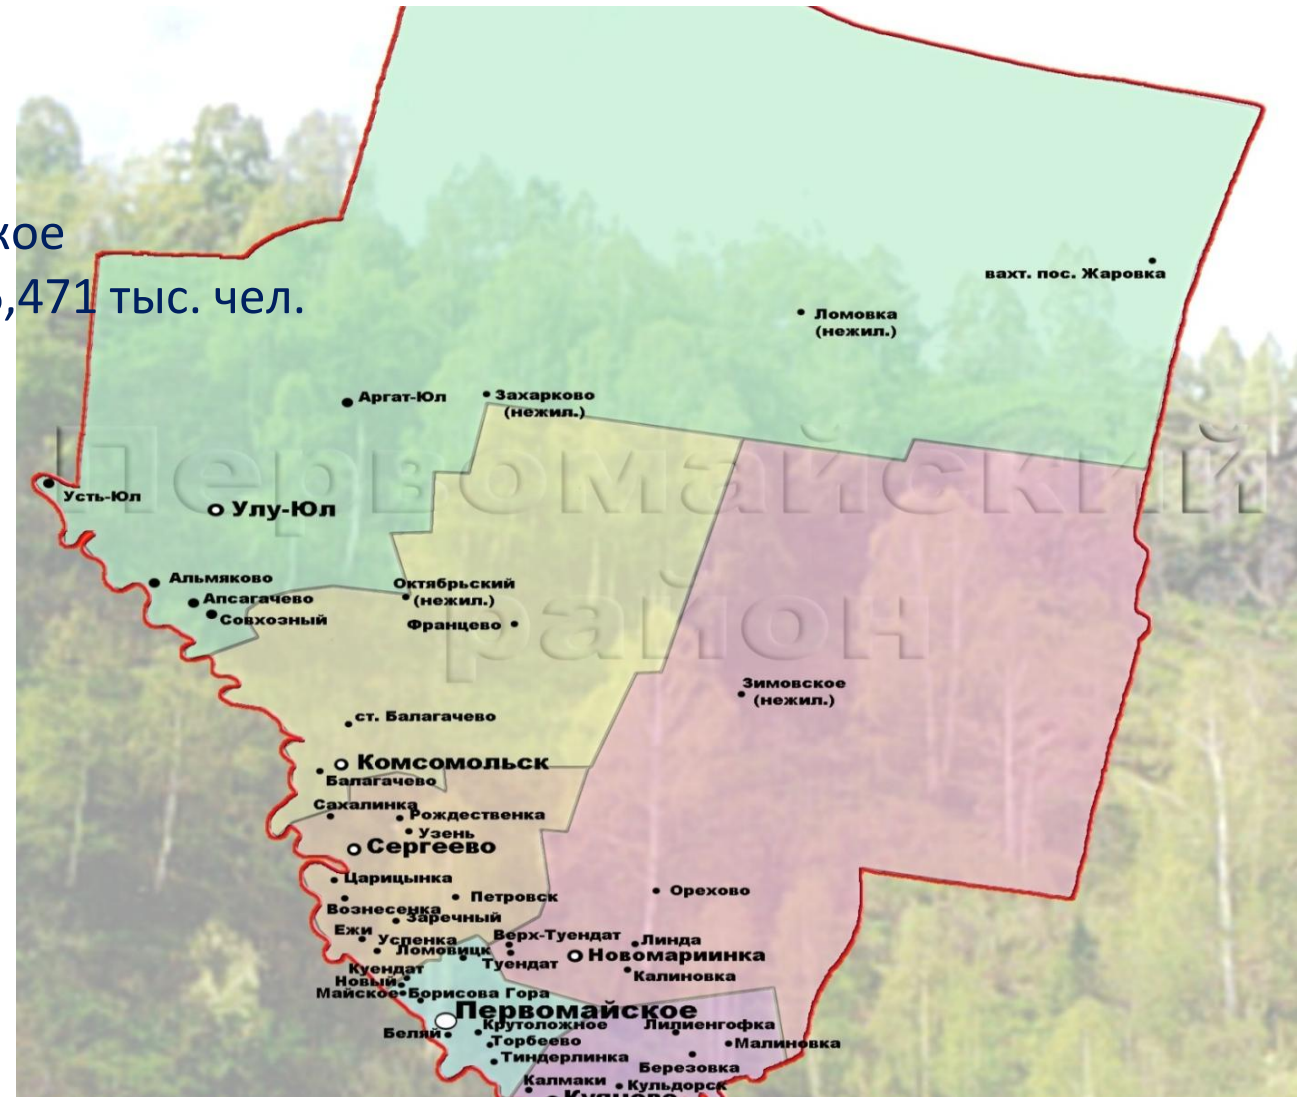 кое
,471 тыс. чел.
вахт. пос. Жаровка
Ломовка
(нежил.)
Аргат-Юл
Захарково
(нежил.)
Первомайский
район
Усть-Юл
Улу-Юл
Альмяково
Апсагачево
Совхозный
Октябрьский
(нежил.)
Францево
Зимовское
(нежил.)
ст. Балагачево
Комсомольск
Балагачево
Сахалинка
Рождественка
Узень
Сергеево
Царицынка
Петровск
Орехово
Вознесенка
Заречный
Ежи
Успенка
Ломовицк
Верх-Туендат
Линда
Туендат
Новомариинка
Калиновка
Куендат
Новый
Майское
Борисова Гора
Первомайское
Беляй
Крутоложное
Лилиенгофка
Торбеево
Малиновка
Тиндерлинка
Березовка
Калмаки
Кульдорск
Куяново